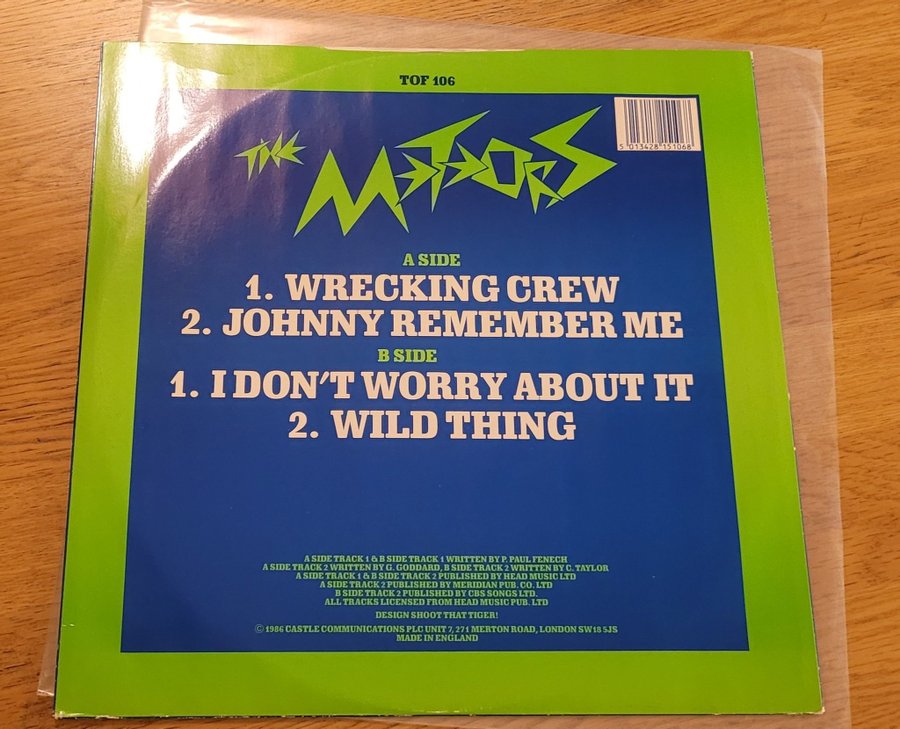 TOF 106
THE METEORS
5 013428 151068
A SIDE
1. WRECKING CREW
2. JOHNNY REMEMBER ME
B SIDE
1. I DON'T WORRY ABOUT IT
2. WILD THING
A SIDE TRACK 1 & B SIDE TRACK 1 WRITTEN BY P. PAUL FENECH
A SIDE TRACK 2 WRITTEN BY G. GODDARD, B SIDE TRACK 2 WRITTEN BY C. TAYLOR
A SIDE TRACK 1 & B SIDE TRACK 2 PUBLISHED BY HEAD MUSIC LTD
A SIDE TRACK 2 PUBLISHED BY MERIDIAN PUB. CO. LTD
B SIDE TRACK 2 PUBLISHED BY CBS SONGS LTD.
ALL TRACKS LICENSED FROM HEAD MUSIC PUB. LTD
DESIGN SHOOT THAT TIGER!
© 1986 CASTLE COMMUNICATIONS PLC UNIT 7, 271 MERTON ROAD, LONDON SW18 5JS
MADE IN ENGLAND